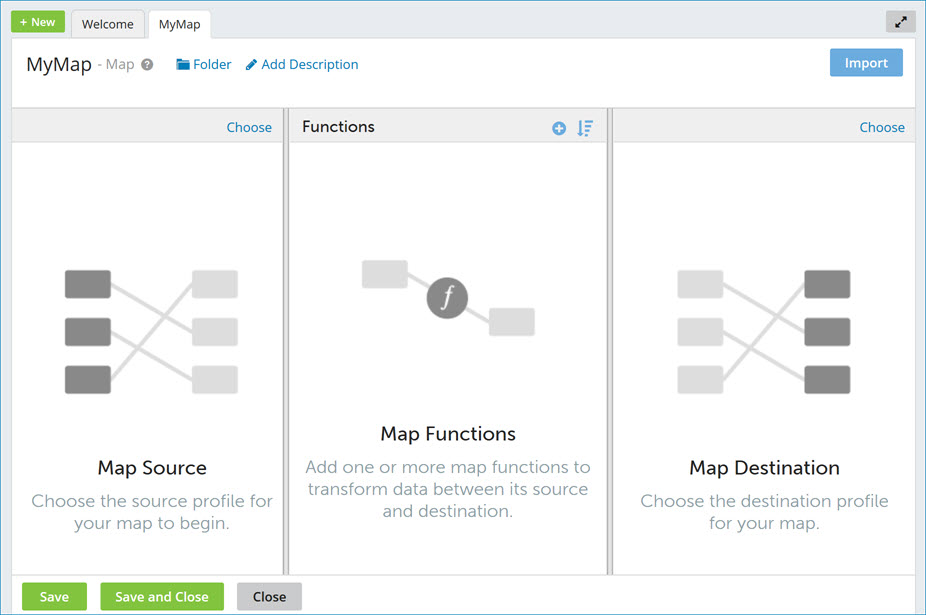 + New
Welcome
MyMap
MyMap - Map ? Folder Add Description
Import
Choose
Functions
Choose
f
Map Source
Choose the source profile for
your map to begin.
Map Functions
Add one or more map functions to
transform data between its source
and destination.
Map Destination
Choose the destination profile
for your map.
Save
Save and Close
Close